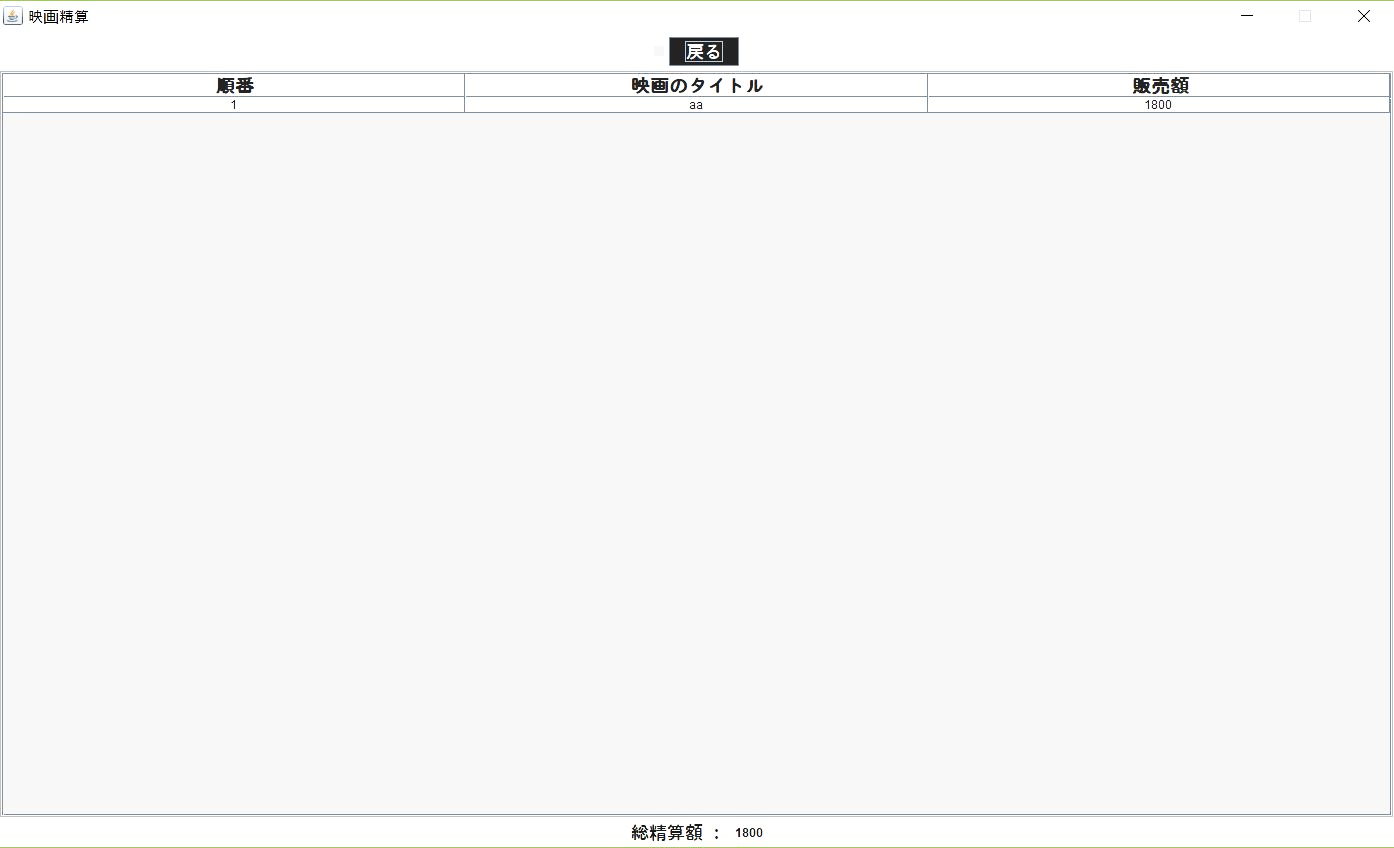 映画精算
戻る
順番 映画のタイトル 販売額
1 aa 1800
総精算額 : 1800